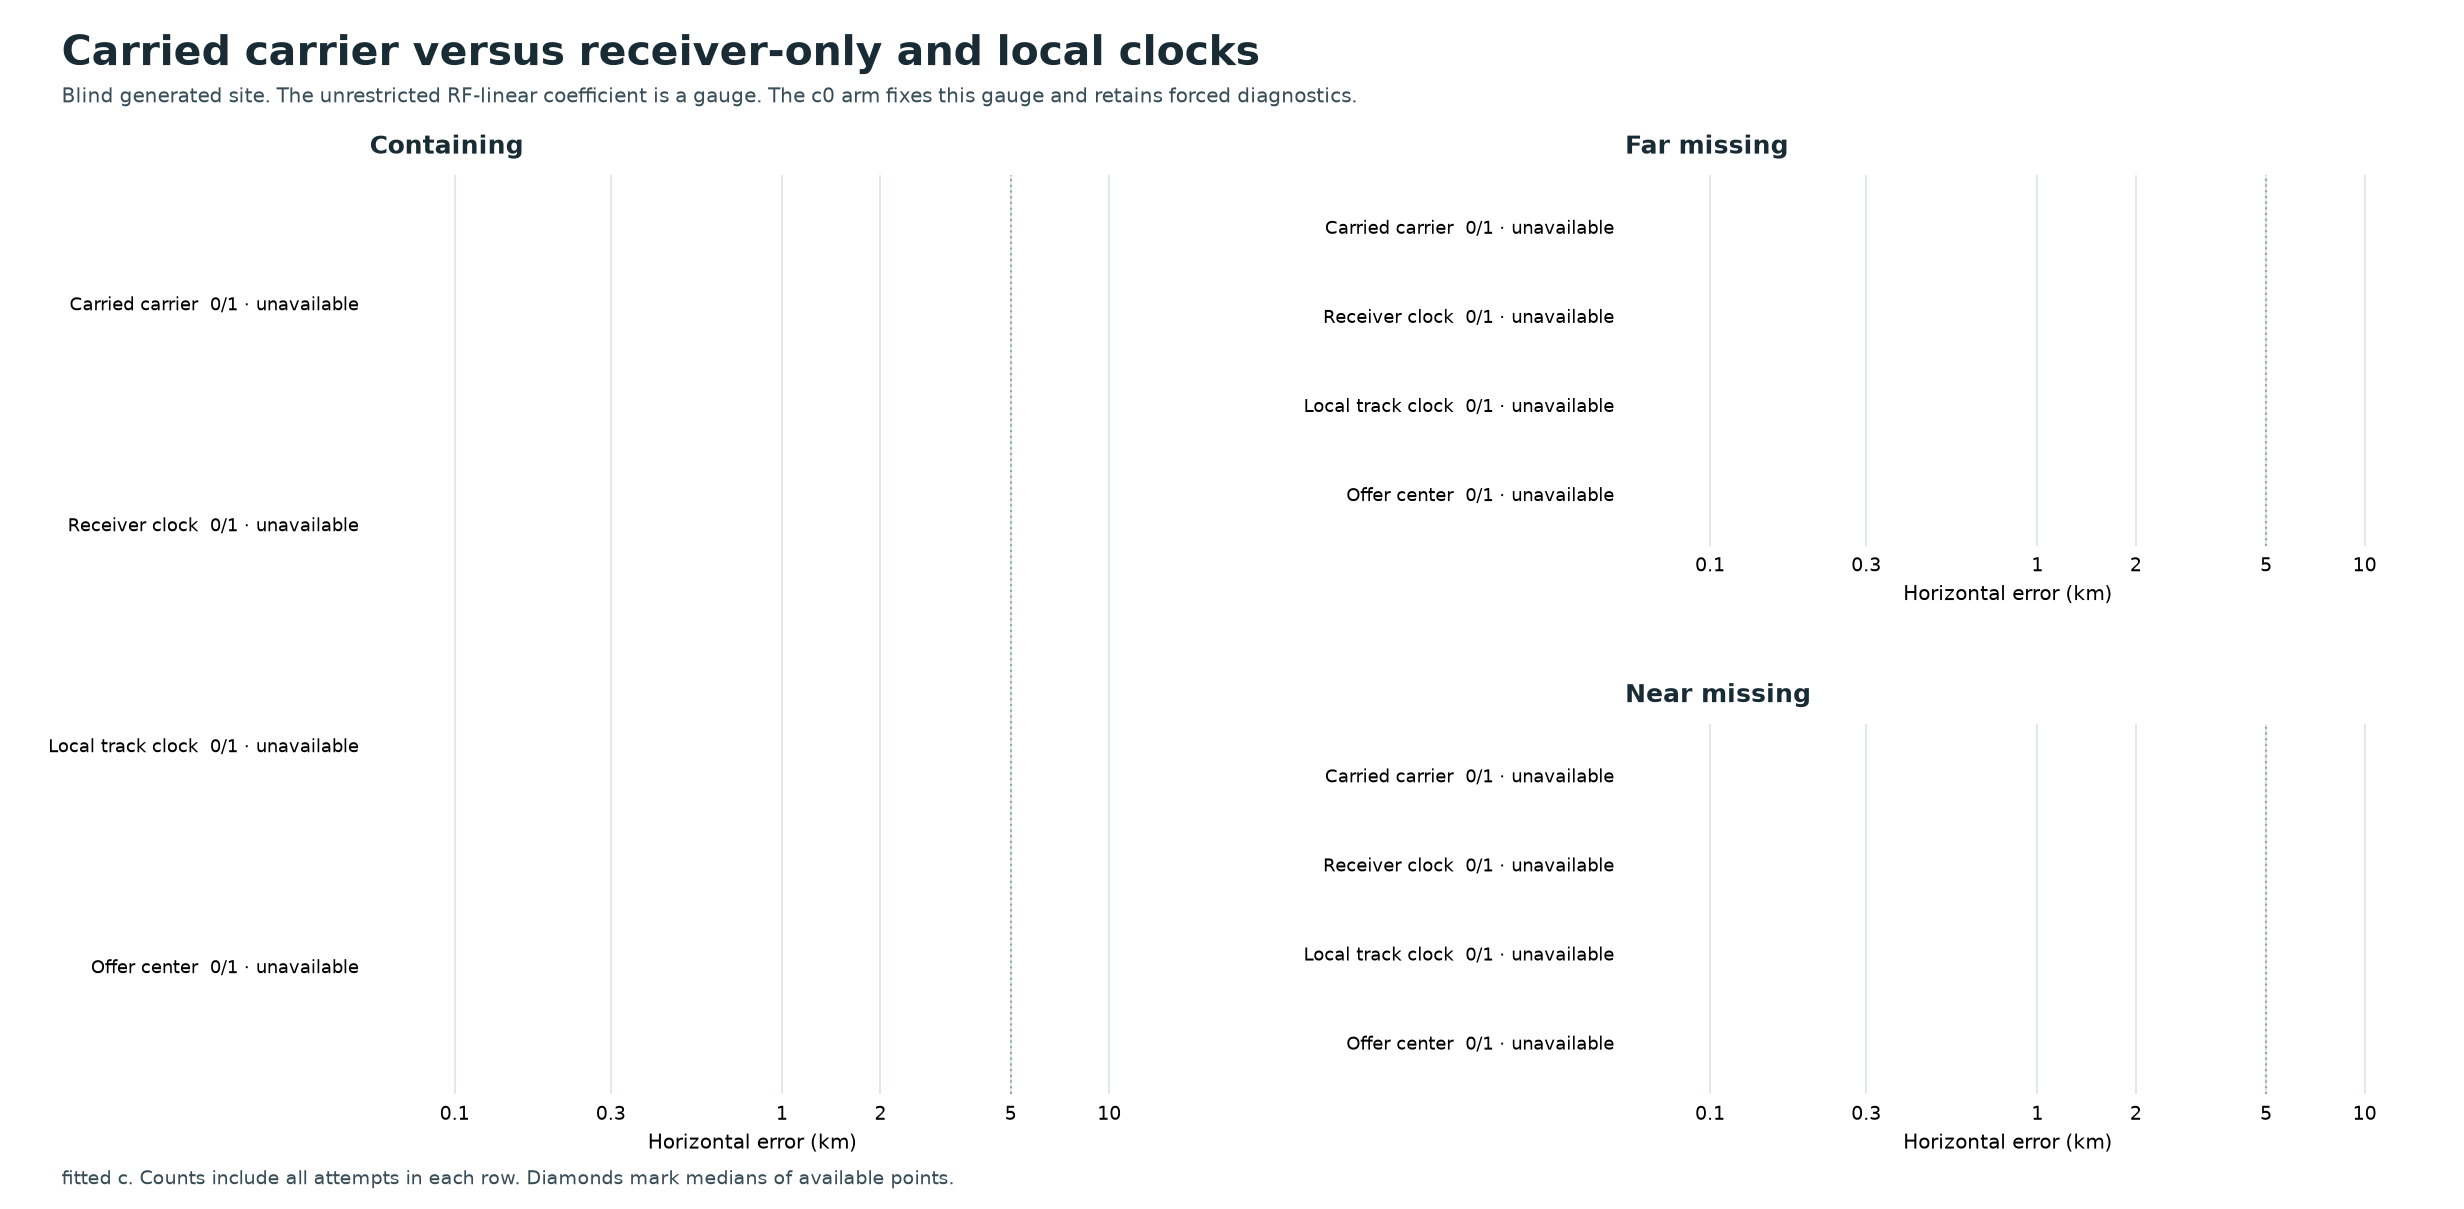 Carried carrier versus receiver-only and local clocks
Blind generated site. The unrestricted RF-linear coefficient is a gauge. The c0 arm fixes this gauge and retains forced diagnostics.
Containing
Carried carrier 0/1 · unavailable
Receiver clock 0/1 · unavailable
Local track clock 0/1 · unavailable
Offer center 0/1 · unavailable
0.1 0.3 1 2 5 10
Horizontal error (km)
Far missing
Carried carrier 0/1 · unavailable
Receiver clock 0/1 · unavailable
Local track clock 0/1 · unavailable
Offer center 0/1 · unavailable
0.1 0.3 1 2 5 10
Horizontal error (km)
Near missing
Carried carrier 0/1 · unavailable
Receiver clock 0/1 · unavailable
Local track clock 0/1 · unavailable
Offer center 0/1 · unavailable
0.1 0.3 1 2 5 10
Horizontal error (km)
fitted c. Counts include all attempts in each row. Diamonds mark medians of available points.